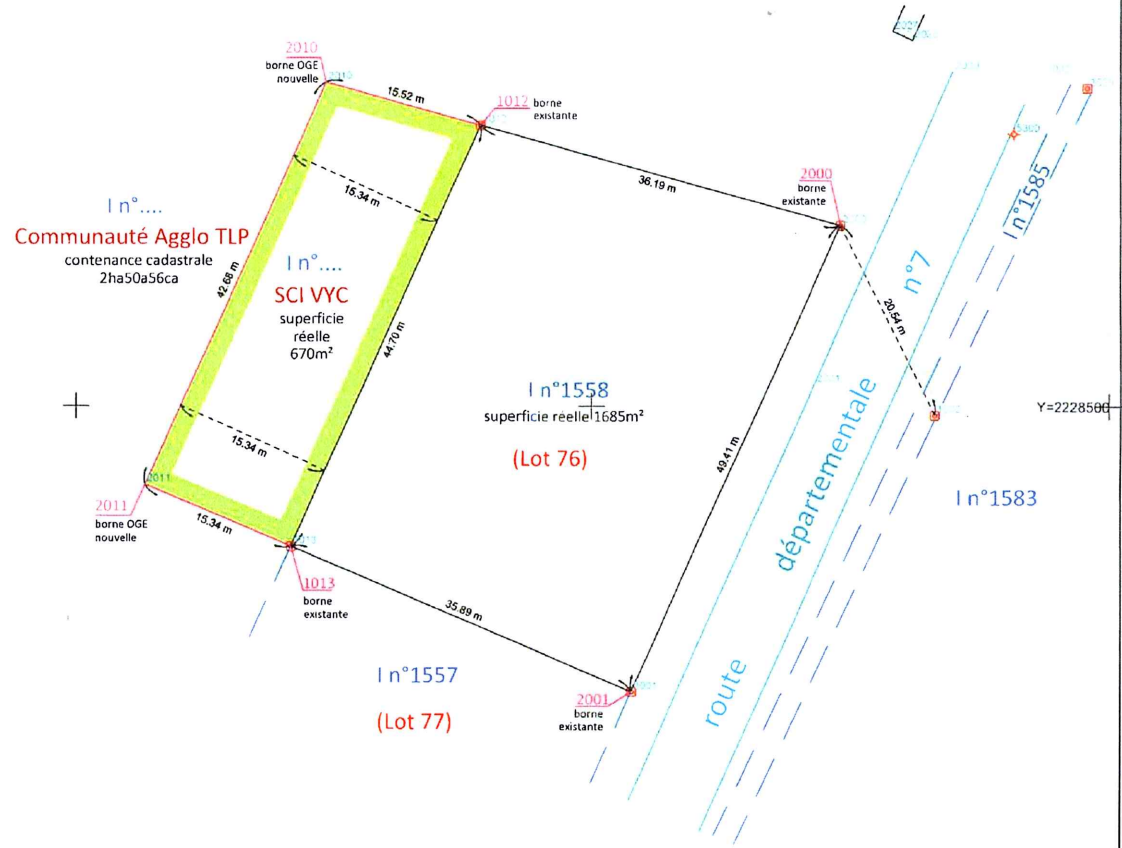 2010
borne OGE
nouvelle
2010
15.52 m
1012
borne
existante
36.19 m
2000
borne
existante
15.34 m
I n°....
Communauté Agglo TLP
contenance cadastrale
2ha50a56ca
42.68 m
I n°....
SCI VYC
superficie
réelle
670m²
44.70 m
I n°1585
n°7
20.54 m
I n°1558
superficie réelle 1685m²
(Lot 76)
Y=2228500
départementale
49.41 m
15.34 m
2011
2011
borne OGE
nouvelle
15.34 m
I n°1583
1013
borne
existante
35.89 m
I n°1557
(Lot 77)
2001
borne
existante
route